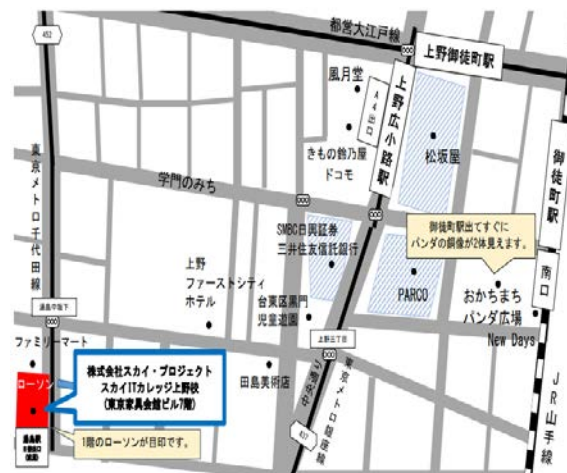 都営大江戸線
452
上野御徒町駅
風月堂
A4出口
上野広小路駅
きもの鈴乃屋
ドコモ
松坂屋
御徒町駅
東京メトロ千代田線
学門のみち
SMBC日興証券
三井住友信託銀行
御徒町駅出てすぐに
パンダの銅像が2体見えます。
南口
上野
ファーストシティ
ホテル
PARCO
おかちまち
パンダ広場
New Days
台東区黒門
児童遊園
湯島中坂下
上野三丁目
ファミリーマート
ローソン
株式会社スカイ・プロジェクト
スカイITカレッジ上野校
(東京家具会館ビル7階)
田島美術店
中央通り
東京メトロ銀座線
JR山手線
437
湯島駅
1階のローソンが目印です。